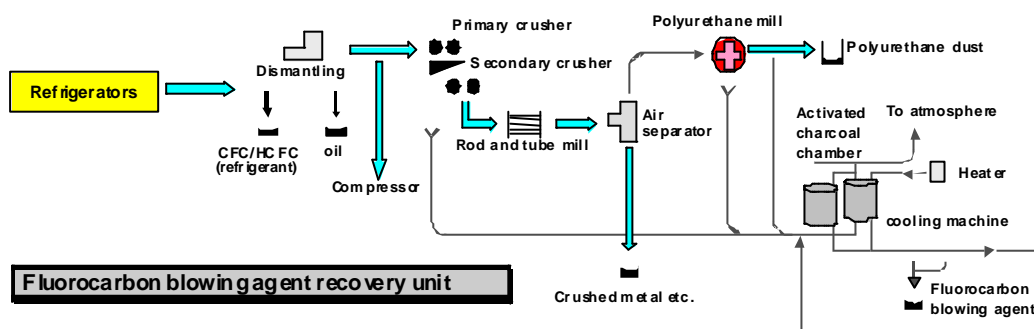 Primary crusher
Polyurethane mill
Secondary crusher
Polyurethane dust
Dismantling
Refrigerators
To atmosphere
Activated
charcoal
chamber
Air
separator
Rod and tube mill
CFC/HCFC
(refrigerant)
oil
Compressor
Heater
cooling machine
Fluorocarbon blowing agent recovery unit
Crushed metal etc.
Fluorocarbon
blowing agent